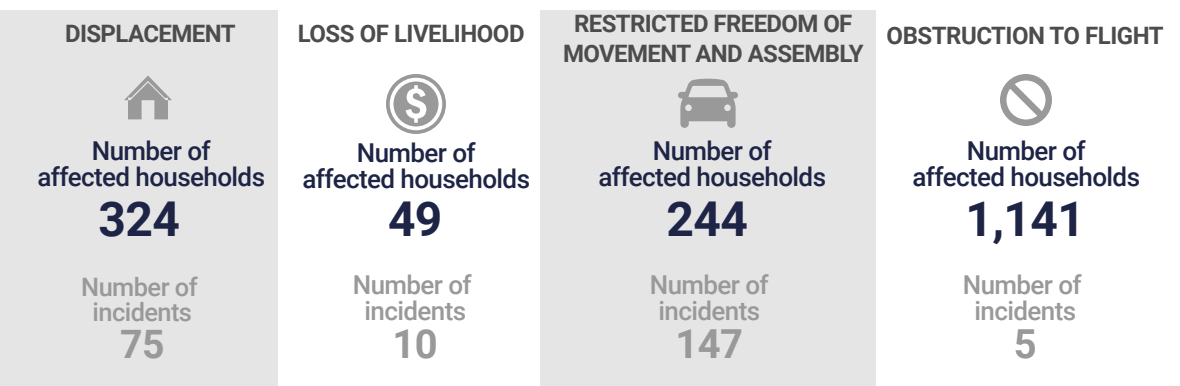 DISPLACEMENT
Number of
affected households
324
Number of
incidents
75
LOSS OF LIVELIHOOD
$
Number of
affected households
49
Number of
incidents
10
RESTRICTED FREEDOM OF
MOVEMENT AND ASSEMBLY
Number of
affected households
244
Number of
incidents
147
OBSTRUCTION TO FLIGHT
Number of
affected households
1,141
Number of
incidents
5